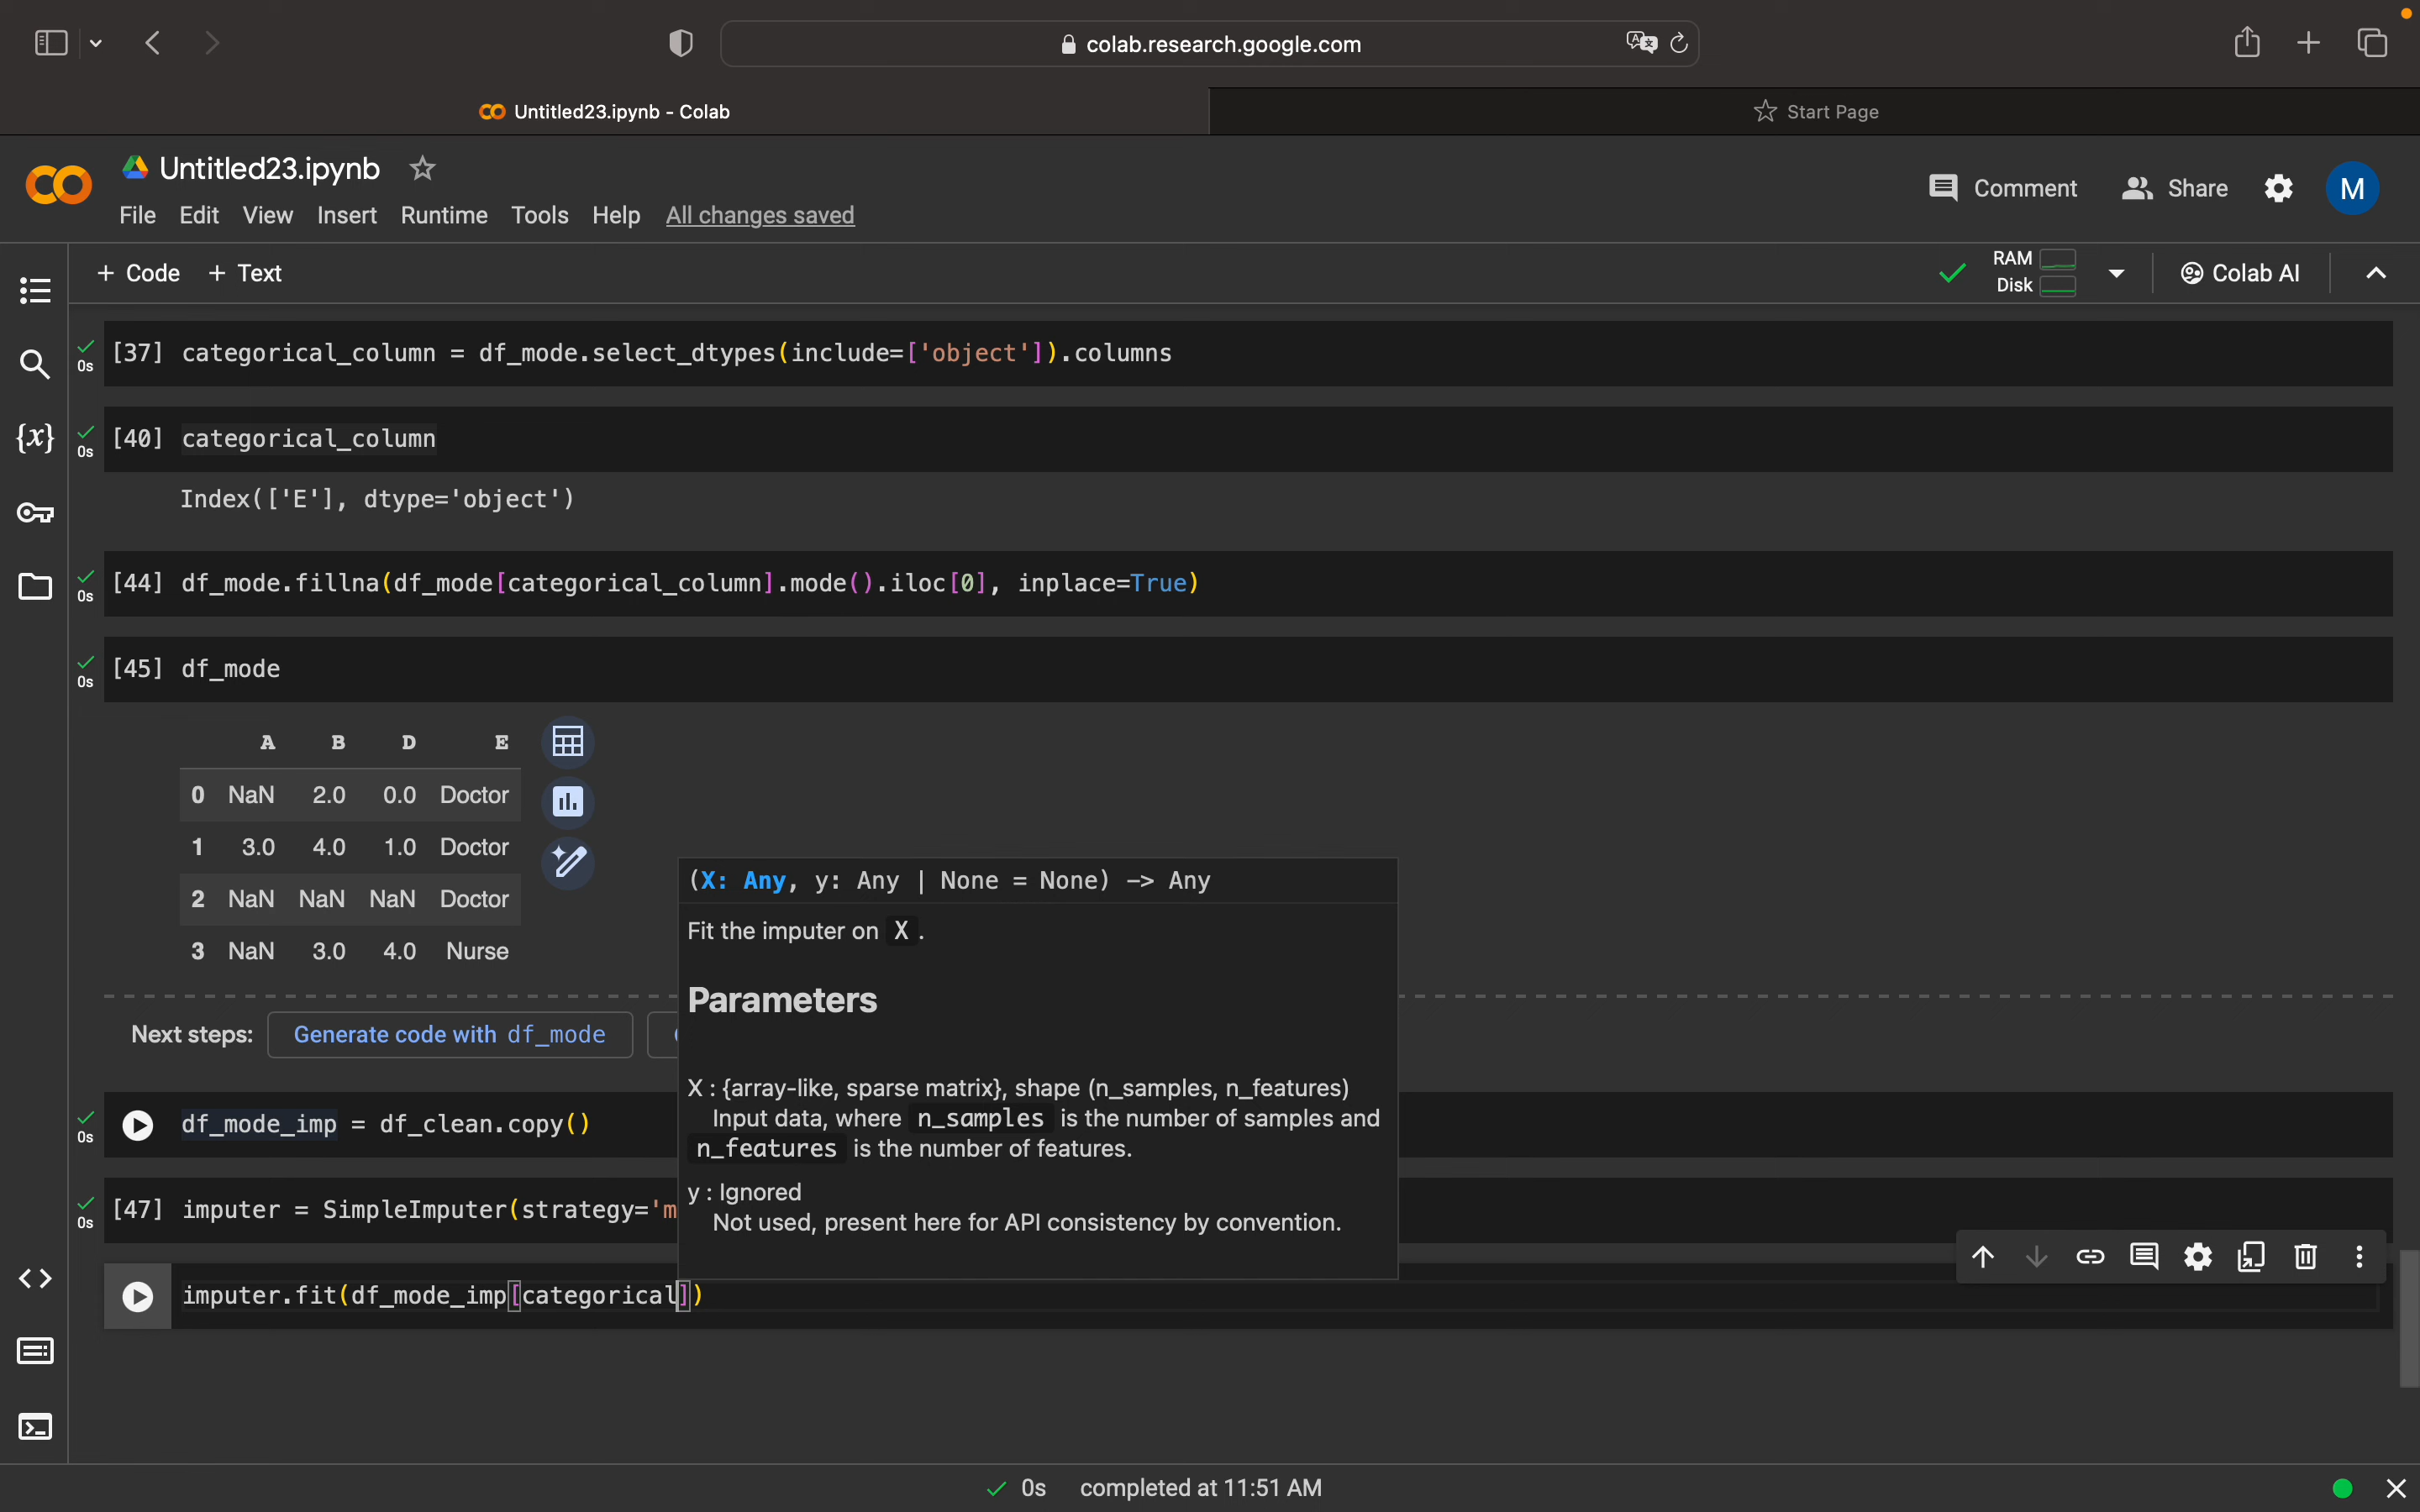 colab.research.google.com
Untitled23.ipynb - Colab
Start Page
Untitled23.ipynb
Comment
Share
M
File Edit View Insert Runtime Tools Help All changes saved
+ Code + Text
RAM
Disk
Colab AI
0s [37] categorical_column = df_mode.select_dtypes(include=['object']).columns
0s [40] categorical_column
Index(['E'], dtype='object')
0s [44] df_mode.fillna(df_mode[categorical_column].mode().iloc[0], inplace=True)
0s [45] df_mode
A B D E
0 NaN 2.0 0.0 Doctor
1 3.0 4.0 1.0 Doctor
2 NaN NaN NaN Doctor
3 NaN 3.0 4.0 Nurse
(X: Any, y: Any | None = None) -> Any
Fit the imputer on X.
Parameters
X : {array-like, sparse matrix}, shape (n_samples, n_features)
Input data, where n_samples is the number of samples and
n_features is the number of features.
y : Ignored
Not used, present here for API consistency by convention.
Next steps: Generate code with df_mode
0s df_mode_imp = df_clean.copy()
0s [47] imputer = SimpleImputer(strategy='m
imputer.fit(df_mode_imp[categorical])
0s completed at 11:51 AM